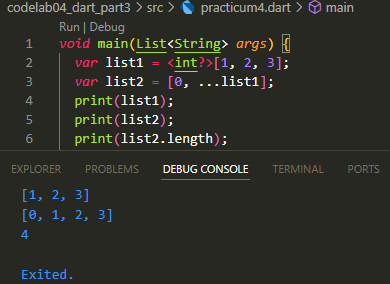 codelab04_dart_part3 > src > practicum4.dart > main
Run | Debug
1 void main(List<String> args) {
2 var list1 = <int?>[1, 2, 3];
3 var list2 = [0, ...list1];
4 print(list1);
5 print(list2);
6 print(list2.length);
EXPLORER PROBLEMS DEBUG CONSOLE TERMINAL PORTS
[1, 2, 3]
[0, 1, 2, 3]
4
Exited.